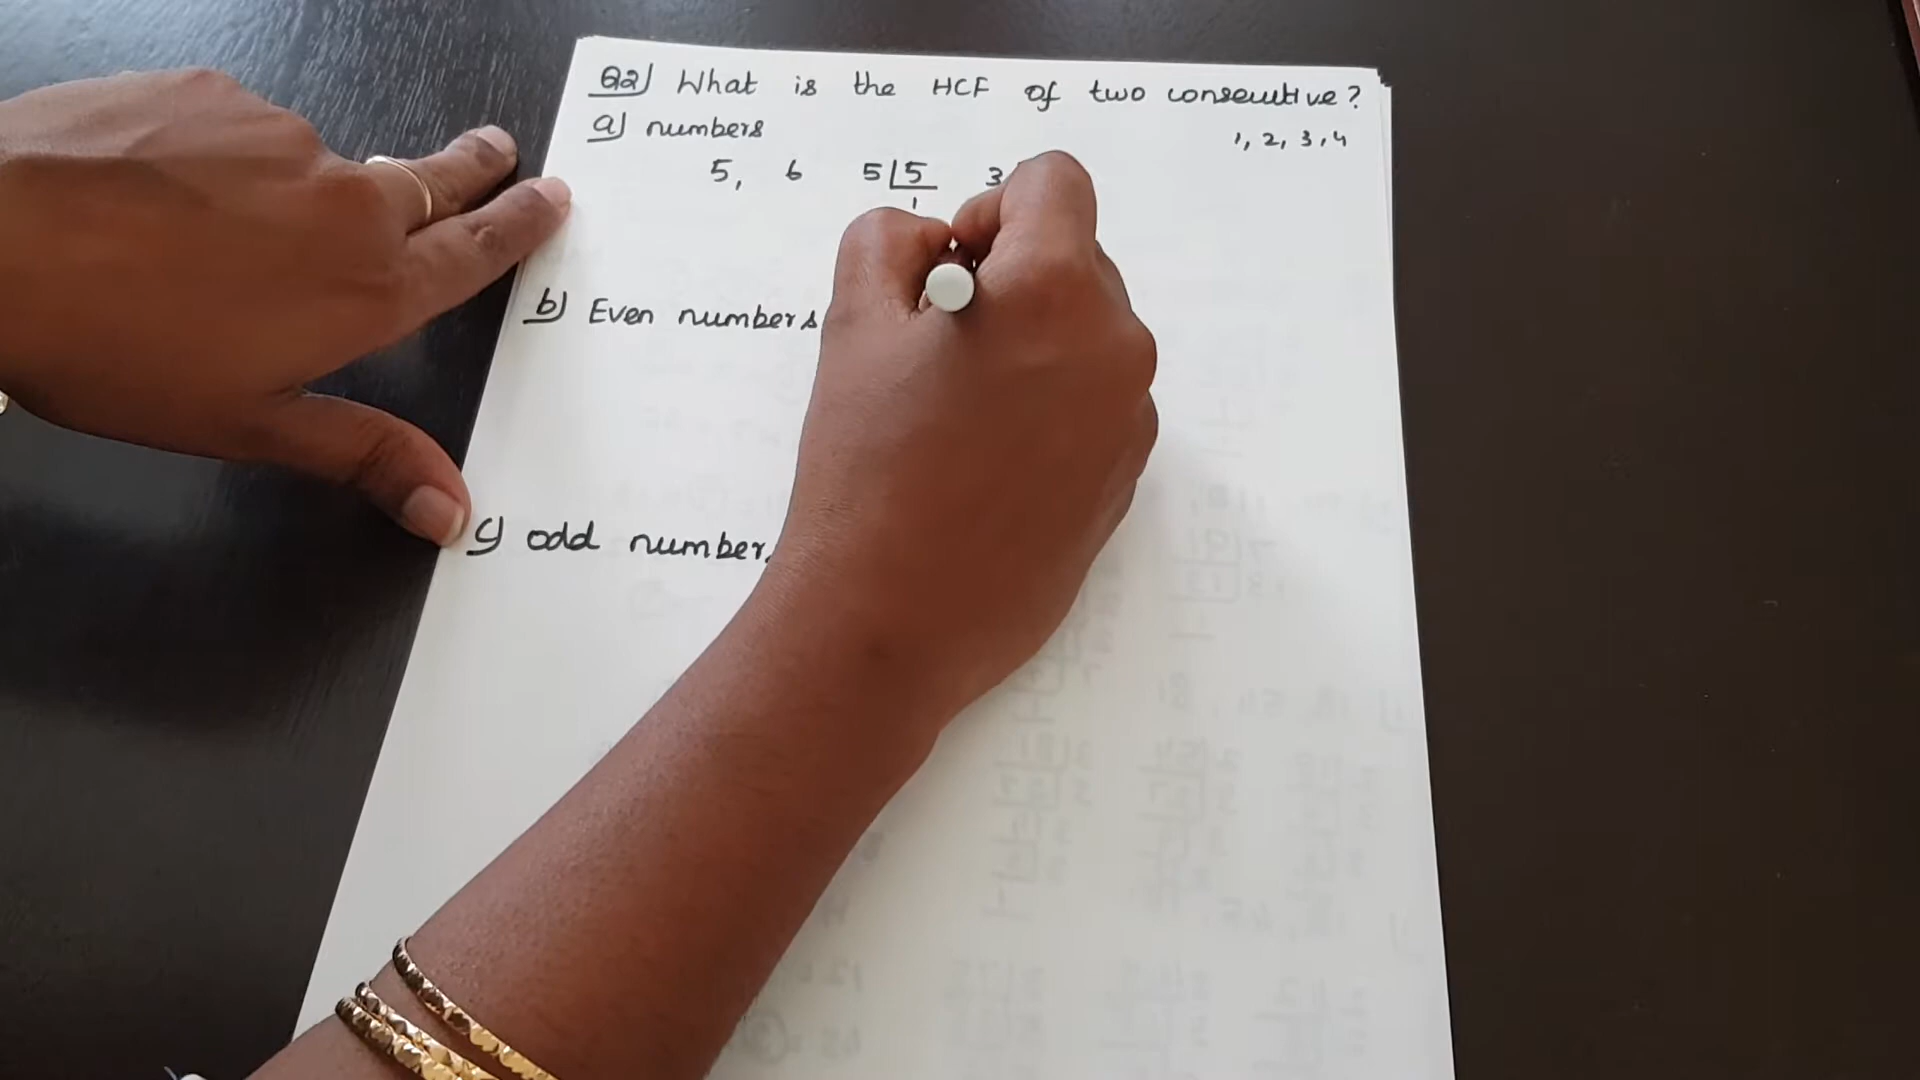 Q2) What is the HCF of two consecutive?
a) numbers
1, 2, 3, 4
5, 6 5 5 3
1
b) Even numbers
c) odd number